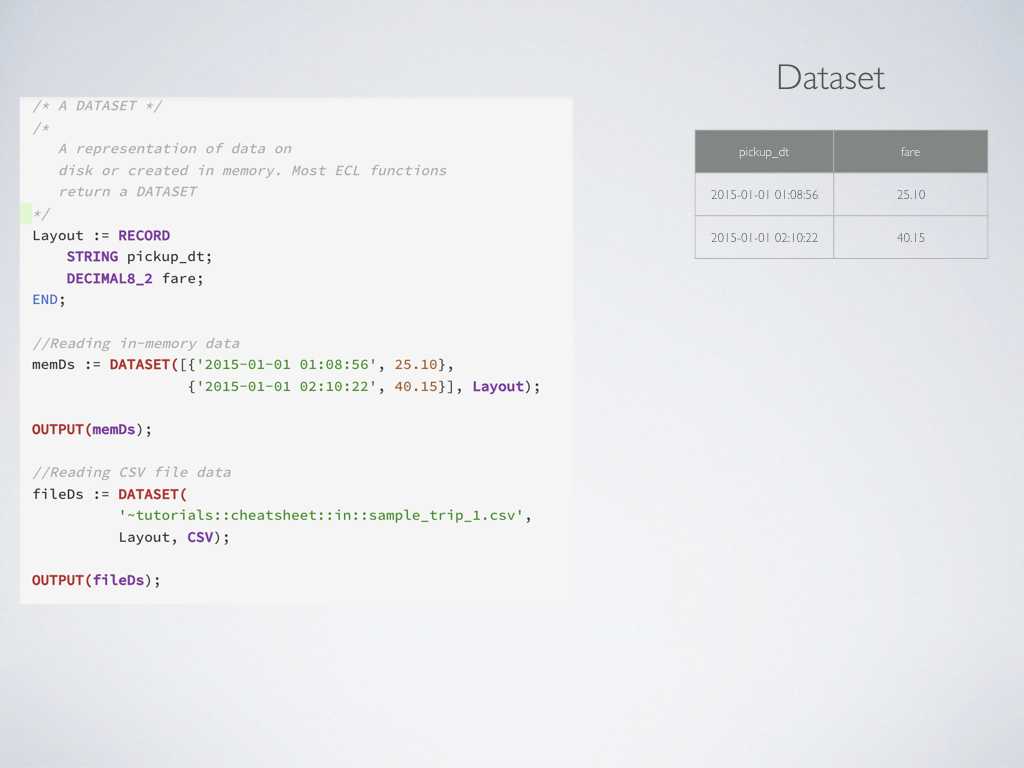 /* A DATASET */
/*
   A representation of data on
   disk or created in memory. Most ECL functions
   return a DATASET
*/
Layout := RECORD
    STRING pickup_dt;
    DECIMAL8_2 fare;
END;

//Reading in-memory data
memDs := DATASET([{'2015-01-01 01:08:56', 25.10},
                  {'2015-01-01 02:10:22', 40.15}], Layout);

OUTPUT(memDs);

//Reading CSV file data
fileDs := DATASET(
          '~tutorials::cheatsheet::in::sample_trip_1.csv',
          Layout, CSV);

OUTPUT(fileDs);

Dataset
pickup_dt fare
2015-01-01 01:08:56 25.10
2015-01-01 02:10:22 40.15